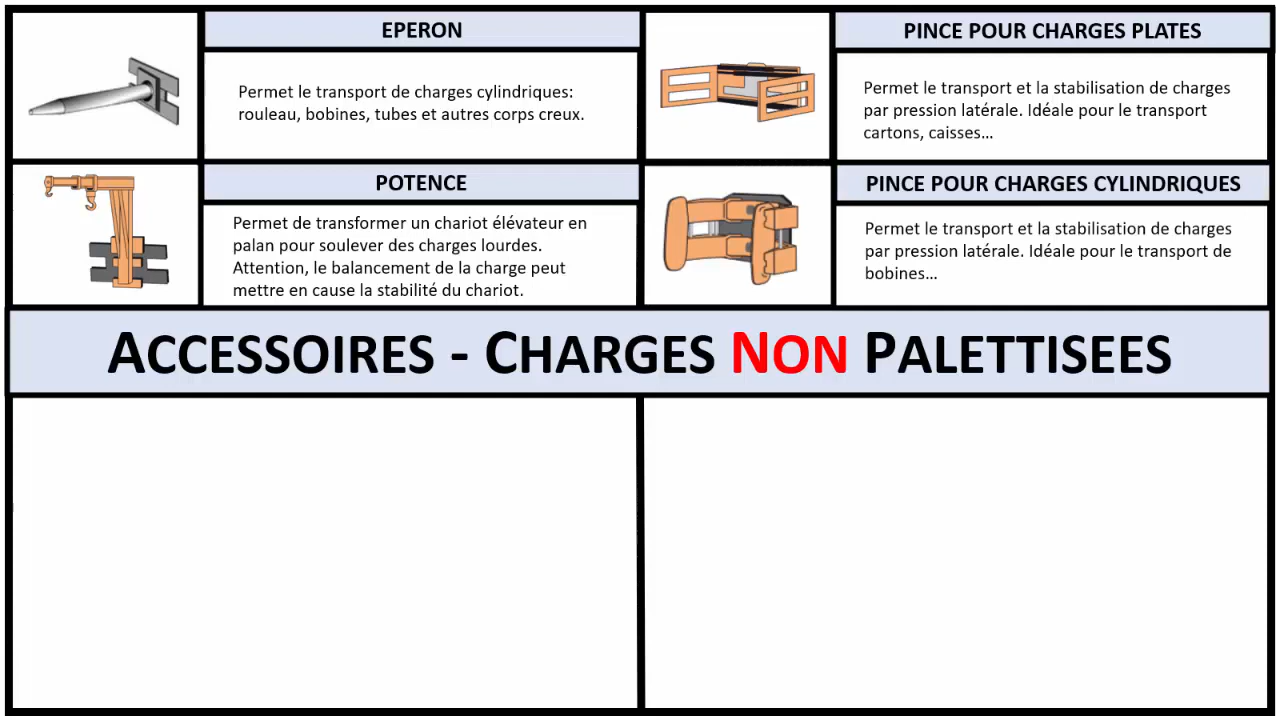 EPERON
Permet le transport de charges cylindriques:
rouleau, bobines, tubes et autres corps creux.
PINCE POUR CHARGES PLATES
Permet le transport et la stabilisation de charges
par pression latérale. Idéale pour le transport
cartons, caisses...
POTENCE
Permet de transformer un chariot élévateur en
palan pour soulever des charges lourdes.
Attention, le balancement de la charge peut
mettre en cause la stabilité du chariot.
PINCE POUR CHARGES CYLINDRIQUES
Permet le transport et la stabilisation de charges
par pression latérale. Idéale pour le transport de
bobines...
ACCESSOIRES - CHARGES NON PALETTISEES